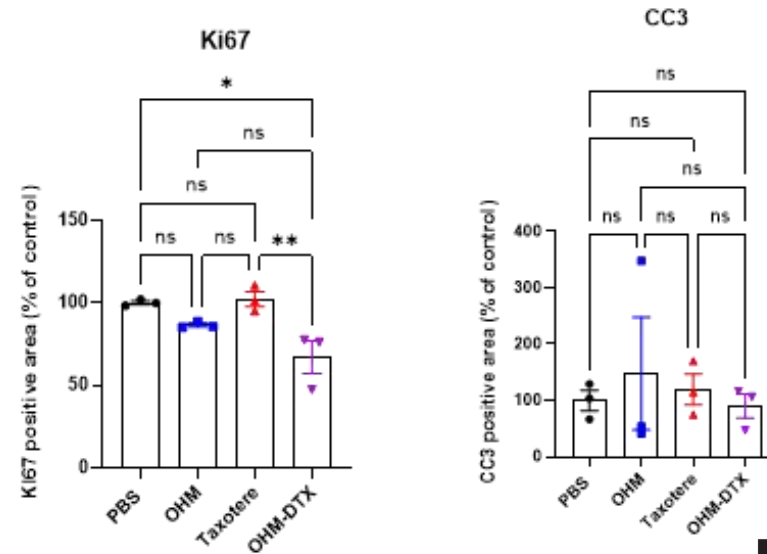 Ki67
*
ns
ns
ns
ns
**
Ki67 positive area (% of control)
150
100
50
0
PBS
OHM
Taxotere
OHM-DTX
CC3
ns
ns
ns
ns
ns
ns
CC3 positive area (% of control)
400
300
200
100
0
PBS
OHM
Taxotere
OHM-DTX